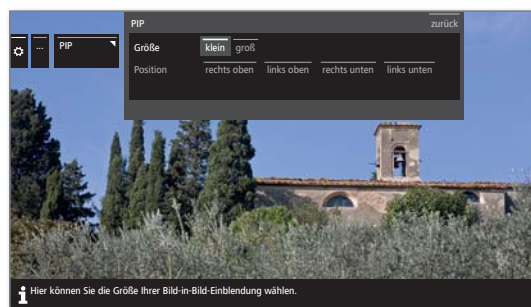 PIP
zurück
...
PIP
Größe klein groß
Position rechts oben links oben rechts unten links unten
Hier können Sie die Größe Ihrer Bild-in-Bild-Einblendung wählen.